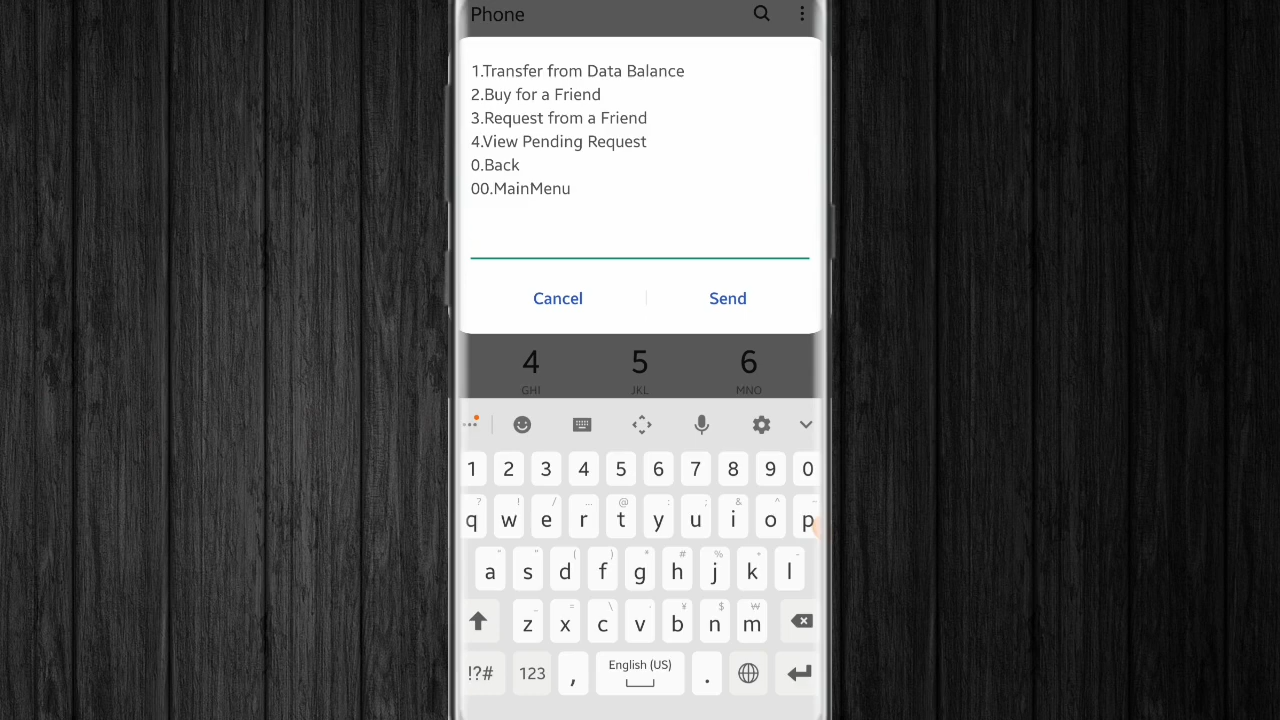 Phone
1.Transfer from Data Balance
2.Buy for a Friend
3.Request from a Friend
4.View Pending Request
0.Back
00.MainMenu
Cancel Send
4 5 6
GHI JKL MNO
1 2 3 4 5 6 7 8 9 0
q w e r t y u i o p
a s d f g h j k l
z x c v b n m
!?# 123 , English (US) .